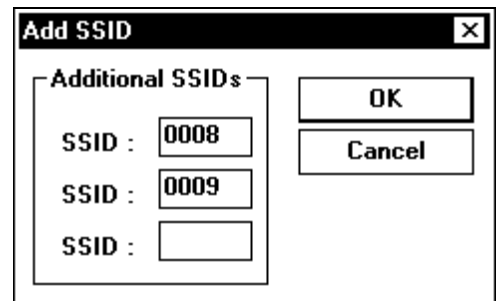 Add SSID
Additional SSIDs
SSID : 0008
SSID : 0009
SSID :
OK
Cancel